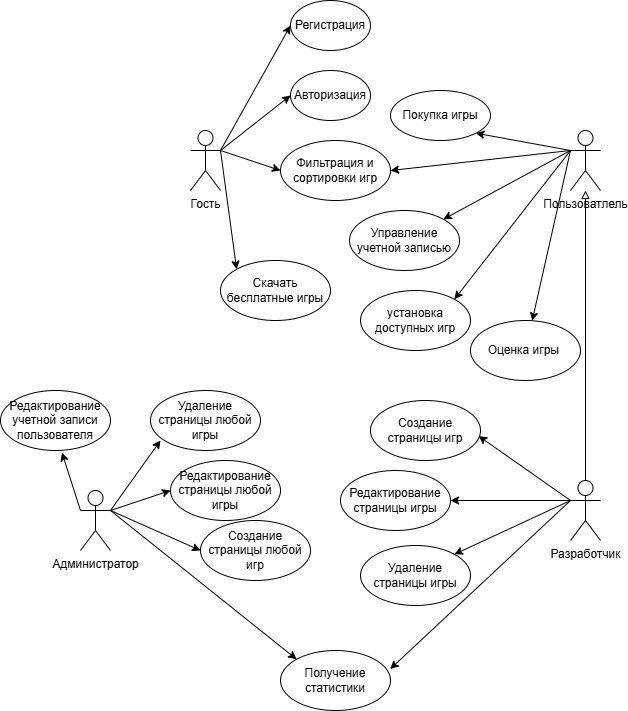 Регистрация
Авторизация
Покупка игры
Фильтрация и
сортировки игр
Гость
Пользователь
Управление
учетной записью
Скачать
бесплатные игры
установка
доступных игр
Оценка игры
Редактирование
учетной записи
пользователя
Удаление
страницы любой
игры
Создание
страницы игр
Редактирование
страницы любой
игры
Редактирование
страницы игры
Создание
страницы любой
игр
Администратор
Разработчик
Удаление
страницы игры
Получение
статистики